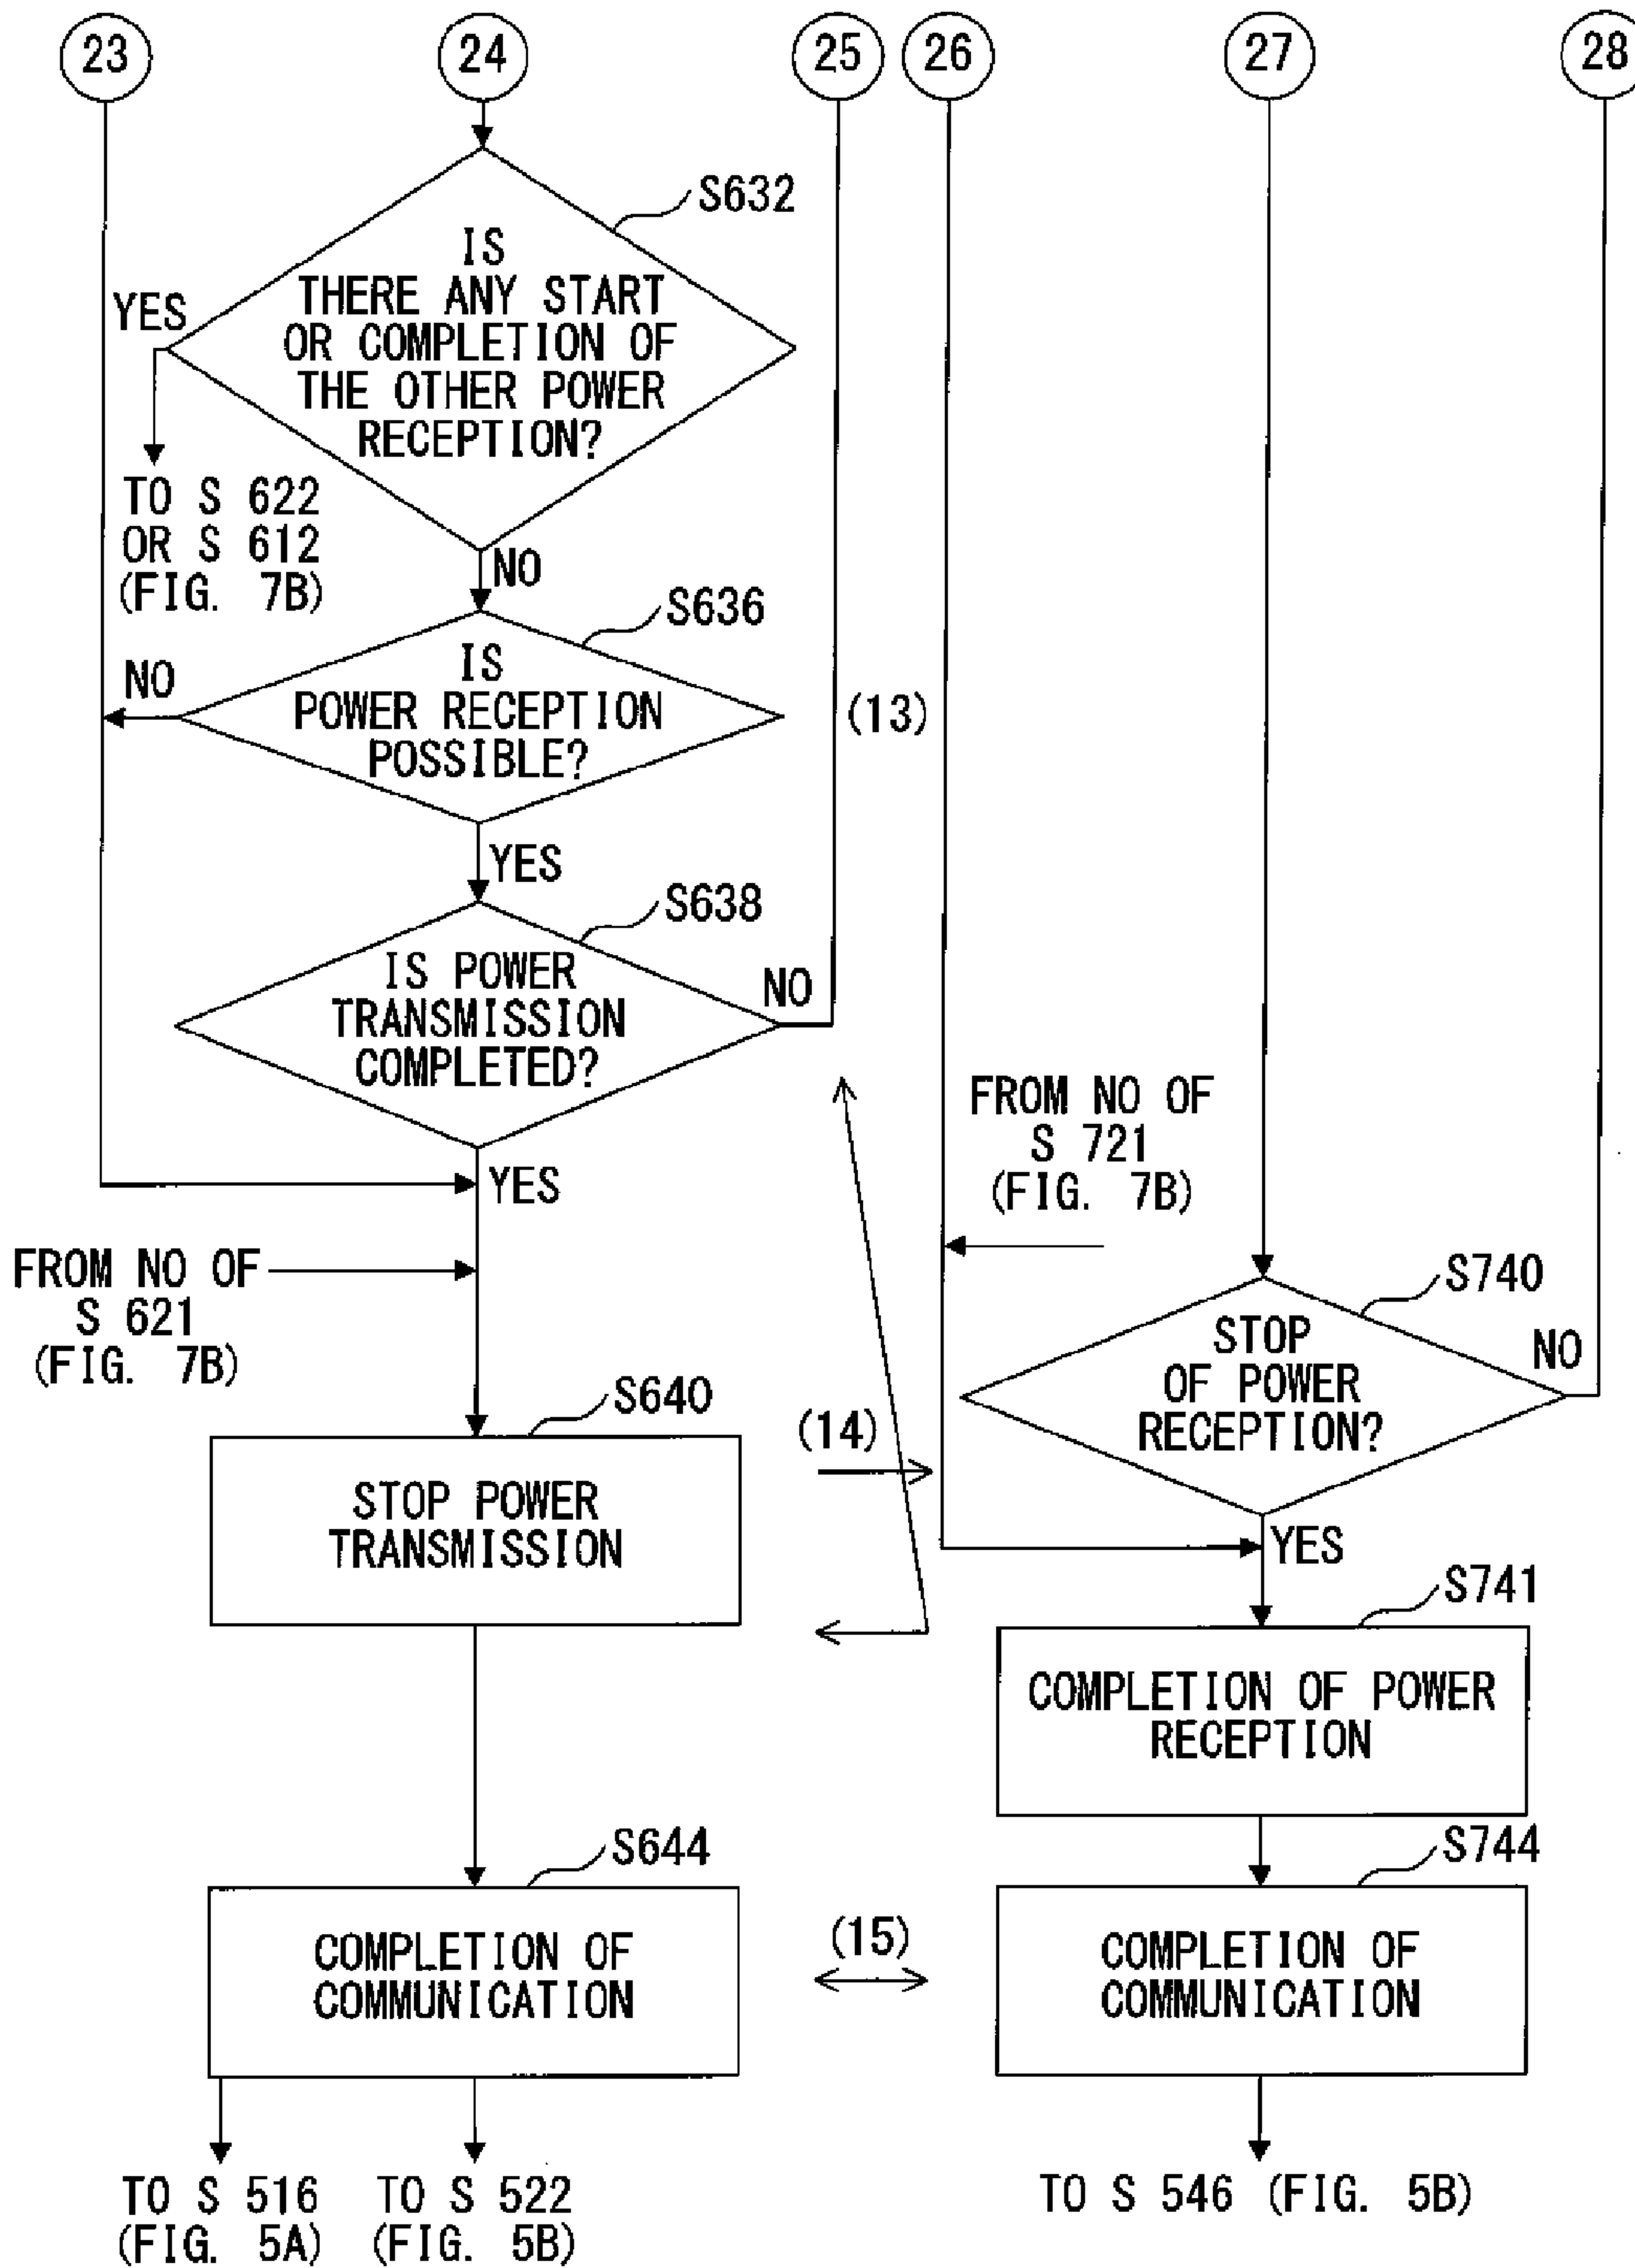 23
24
25
26
27
28
S632
IS
THERE ANY START
OR COMPLETION OF
THE OTHER POWER
RECEPTION?
YES
TO S 622
OR S 612
(FIG. 7B)
NO
S636
IS
POWER RECEPTION
POSSIBLE?
NO
(13)
YES
S638
IS POWER
TRANSMISSION
COMPLETED?
NO
YES
FROM NO OF
S 621
(FIG. 7B)
FROM NO OF
S 721
(FIG. 7B)
S740
STOP
OF POWER
RECEPTION?
NO
YES
S640
STOP POWER
TRANSMISSION
(14)
S741
COMPLETION OF POWER
RECEPTION
S644
COMPLETION OF
COMMUNICATION
(15)
S744
COMPLETION OF
COMMUNICATION
TO S 516
(FIG. 5A)
TO S 522
(FIG. 5B)
TO S 546 (FIG. 5B)